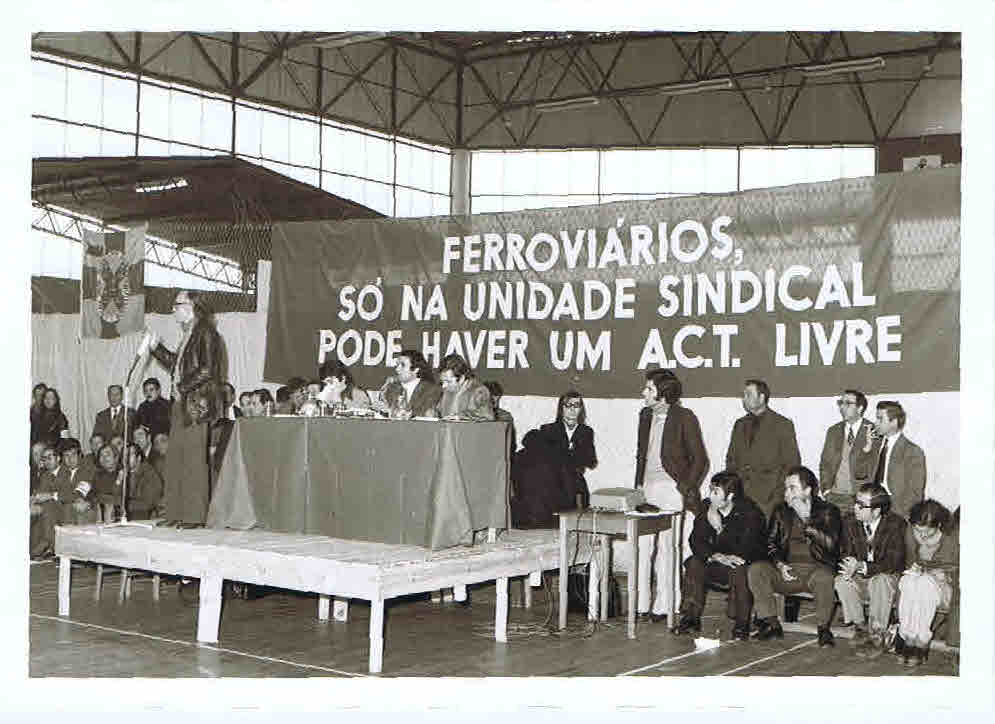 FERROVIÁRIOS,
SÓ NA UNIDADE SINDICAL
PODE HAVER UM A.C.T. LIVRE